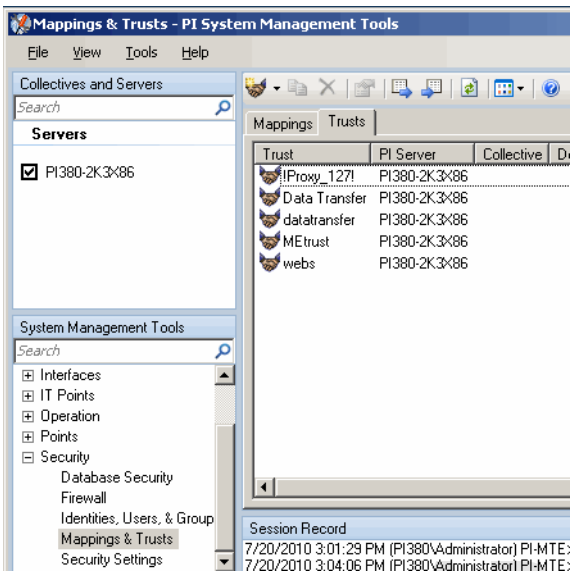 Mappings & Trusts - PI System Management Tools
File View Tools Help
Collectives and Servers
Search
Servers
PI380-2K3X86
System Management Tools
Search
Interfaces
IT Points
Operation
Points
Security
Database Security
Firewall
Identities, Users, & Group
Mappings & Trusts
Security Settings
Mappings Trusts
Trust PI Server Collective
!Proxy_127! PI380-2K3X86
Data Transfer PI380-2K3X86
datatransfer PI380-2K3X86
MEtrust PI380-2K3X86
webs PI380-2K3X86
Session Record
7/20/2010 3:01:29 PM (PI380\Administrator) PI-MTE>
7/20/2010 3:04:06 PM (PI380\Administrator) PI-MTE>